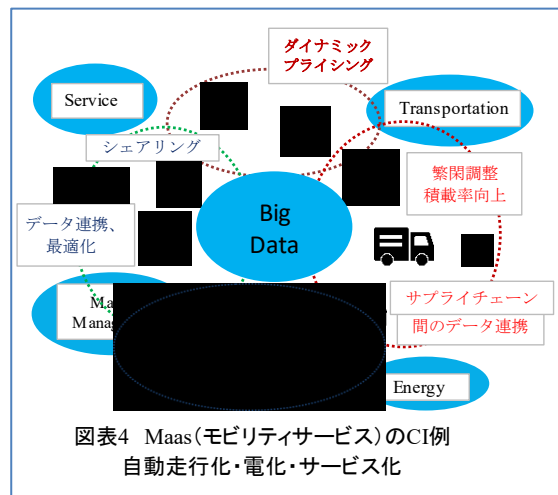 ダイナミック
プライシング
Service
Transportation
シェアリング
繁閑調整
積載率向上
Big
Data
データ連携、
最適化
サプライチェーン
間のデータ連携
Energy
図表4 Maas(モビリティサービス)のCI例
自動走行化・電化・サービス化